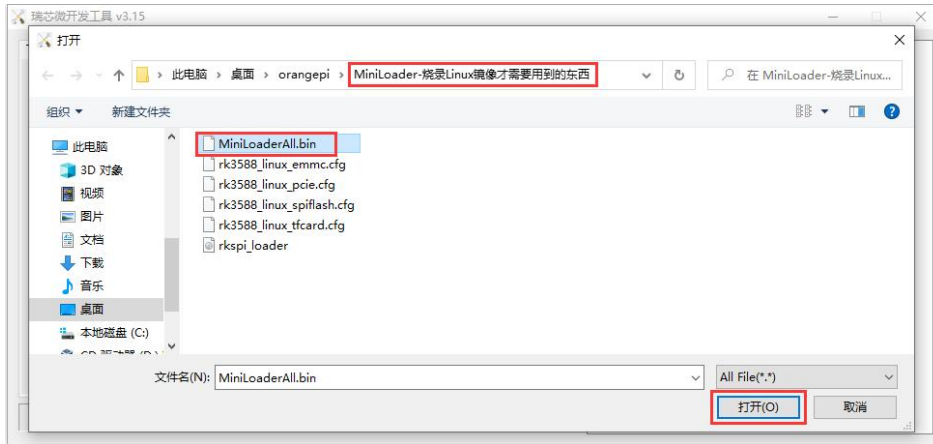 瑞芯微开发工具 v3.15
打开
此电脑 › 桌面 › orangepi › MiniLoader-烧录Linux镜像才需要用到的东西
在 MiniLoader-烧录Linux...
组织 新建文件夹
此电脑
3D 对象
视频
图片
文档
下载
音乐
桌面
本地磁盘 (C:)
MiniLoaderAll.bin
rk3588_linux_emmc.cfg
rk3588_linux_pcie.cfg
rk3588_linux_spiflash.cfg
rk3588_linux_tfcard.cfg
rkspi_loader
文件名(N): MiniLoaderAll.bin
All File(*.*)
打开(O) 取消